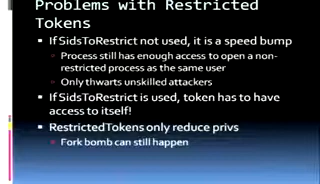 Problems with Restricted
Tokens
If SidsToRestrict not used, it is a speed bump
Process still has enough access to open a non-
restricted process as the same user
Only thwarts unskilled attackers
If SidsToRestrict is used, token has to have
access to itself!
RestrictedTokens only reduce privs
Fork bomb can still happen